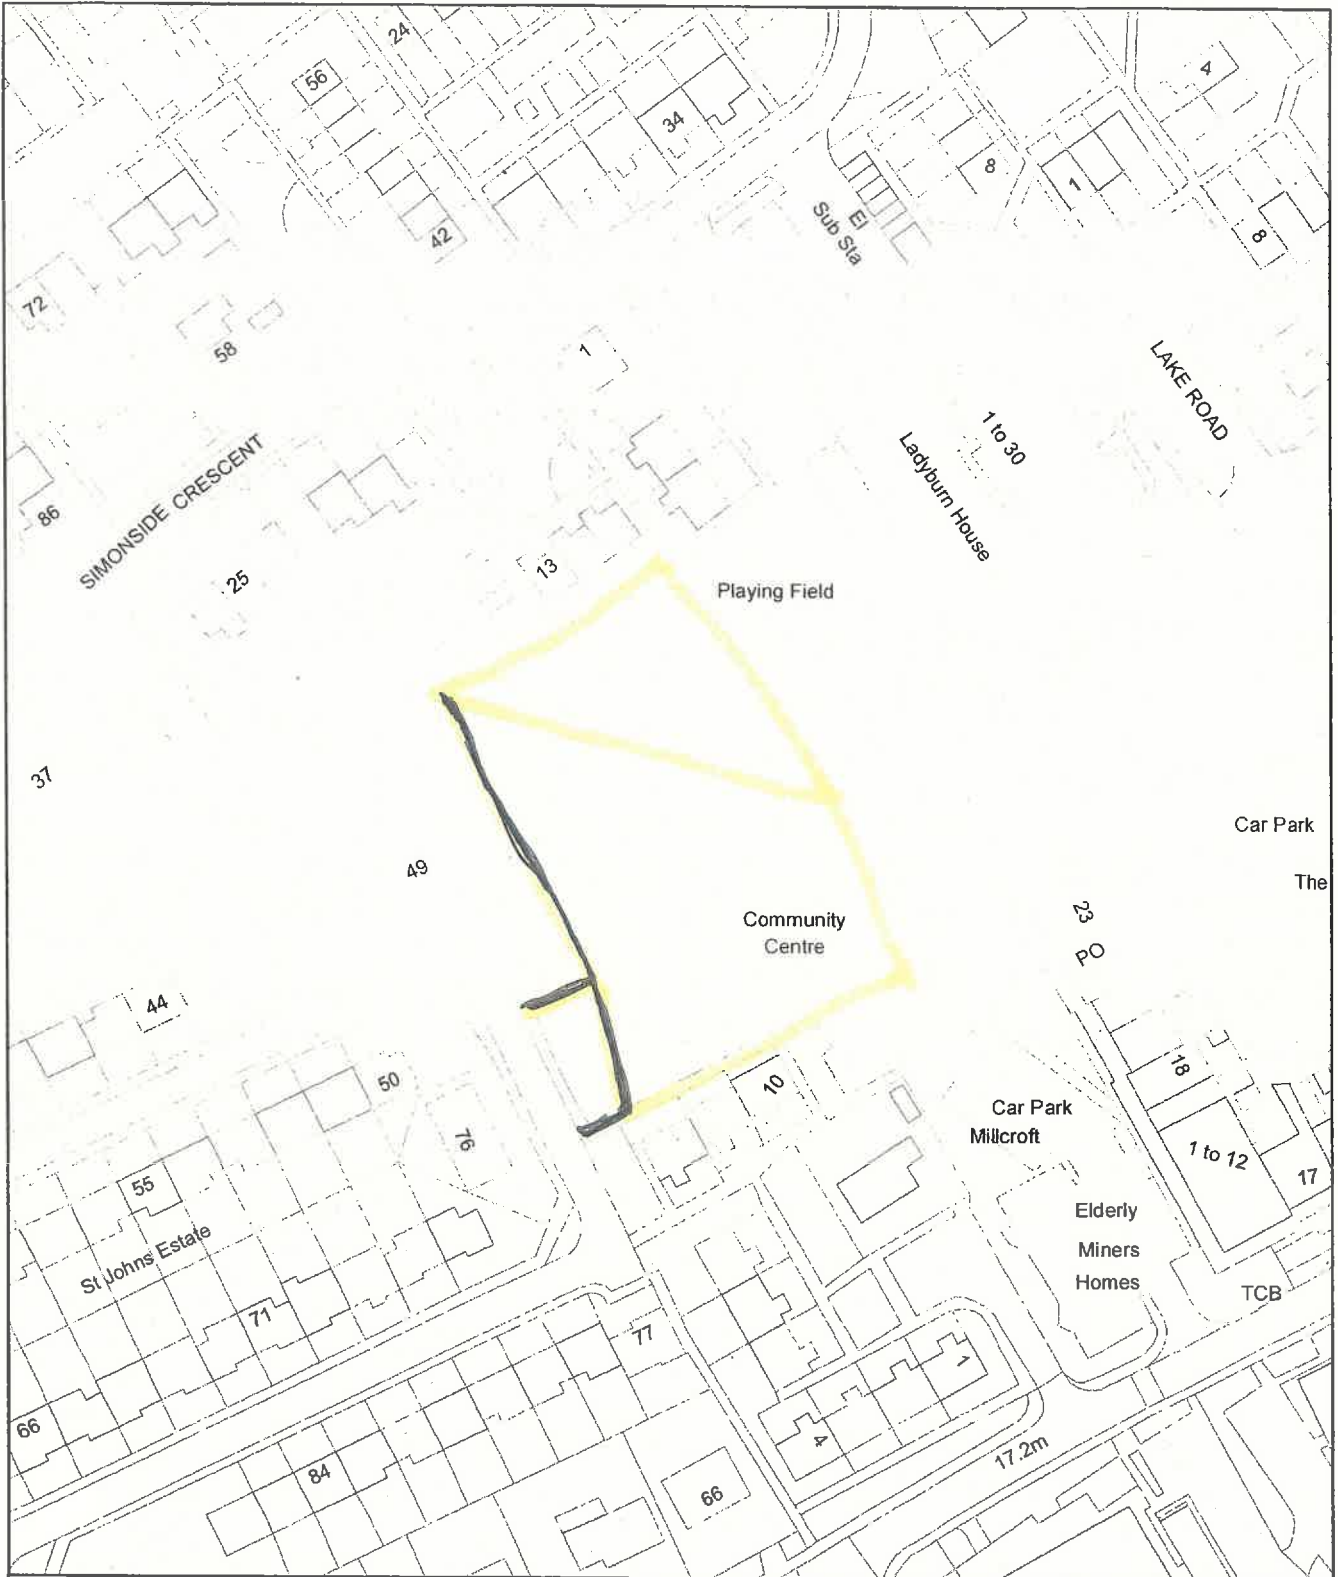 24
56
34
4
8
1
El
Sub Sta
42
8
72
58
1
LAKE ROAD
1 to 30
Ladyburn House
SIMONSIDE CRESCENT
86
25
13
Playing Field
37
49
Car Park
The
Community
Centre
23
PO
44
50
76
10
18
Car Park
Millcroft
1 to 12
17
55
St Johns Estate
Elderly
Miners
Homes
TCB
71
77
1
66
4
84
66
17.2m